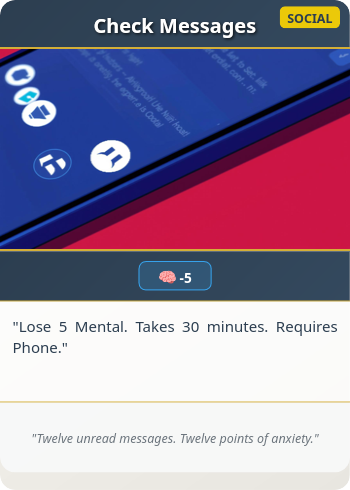 Check Messages
SOCIAL
🧠 -5
"Lose 5 Mental. Takes 30 minutes. Requires
Phone."
"Twelve unread messages. Twelve points of anxiety."